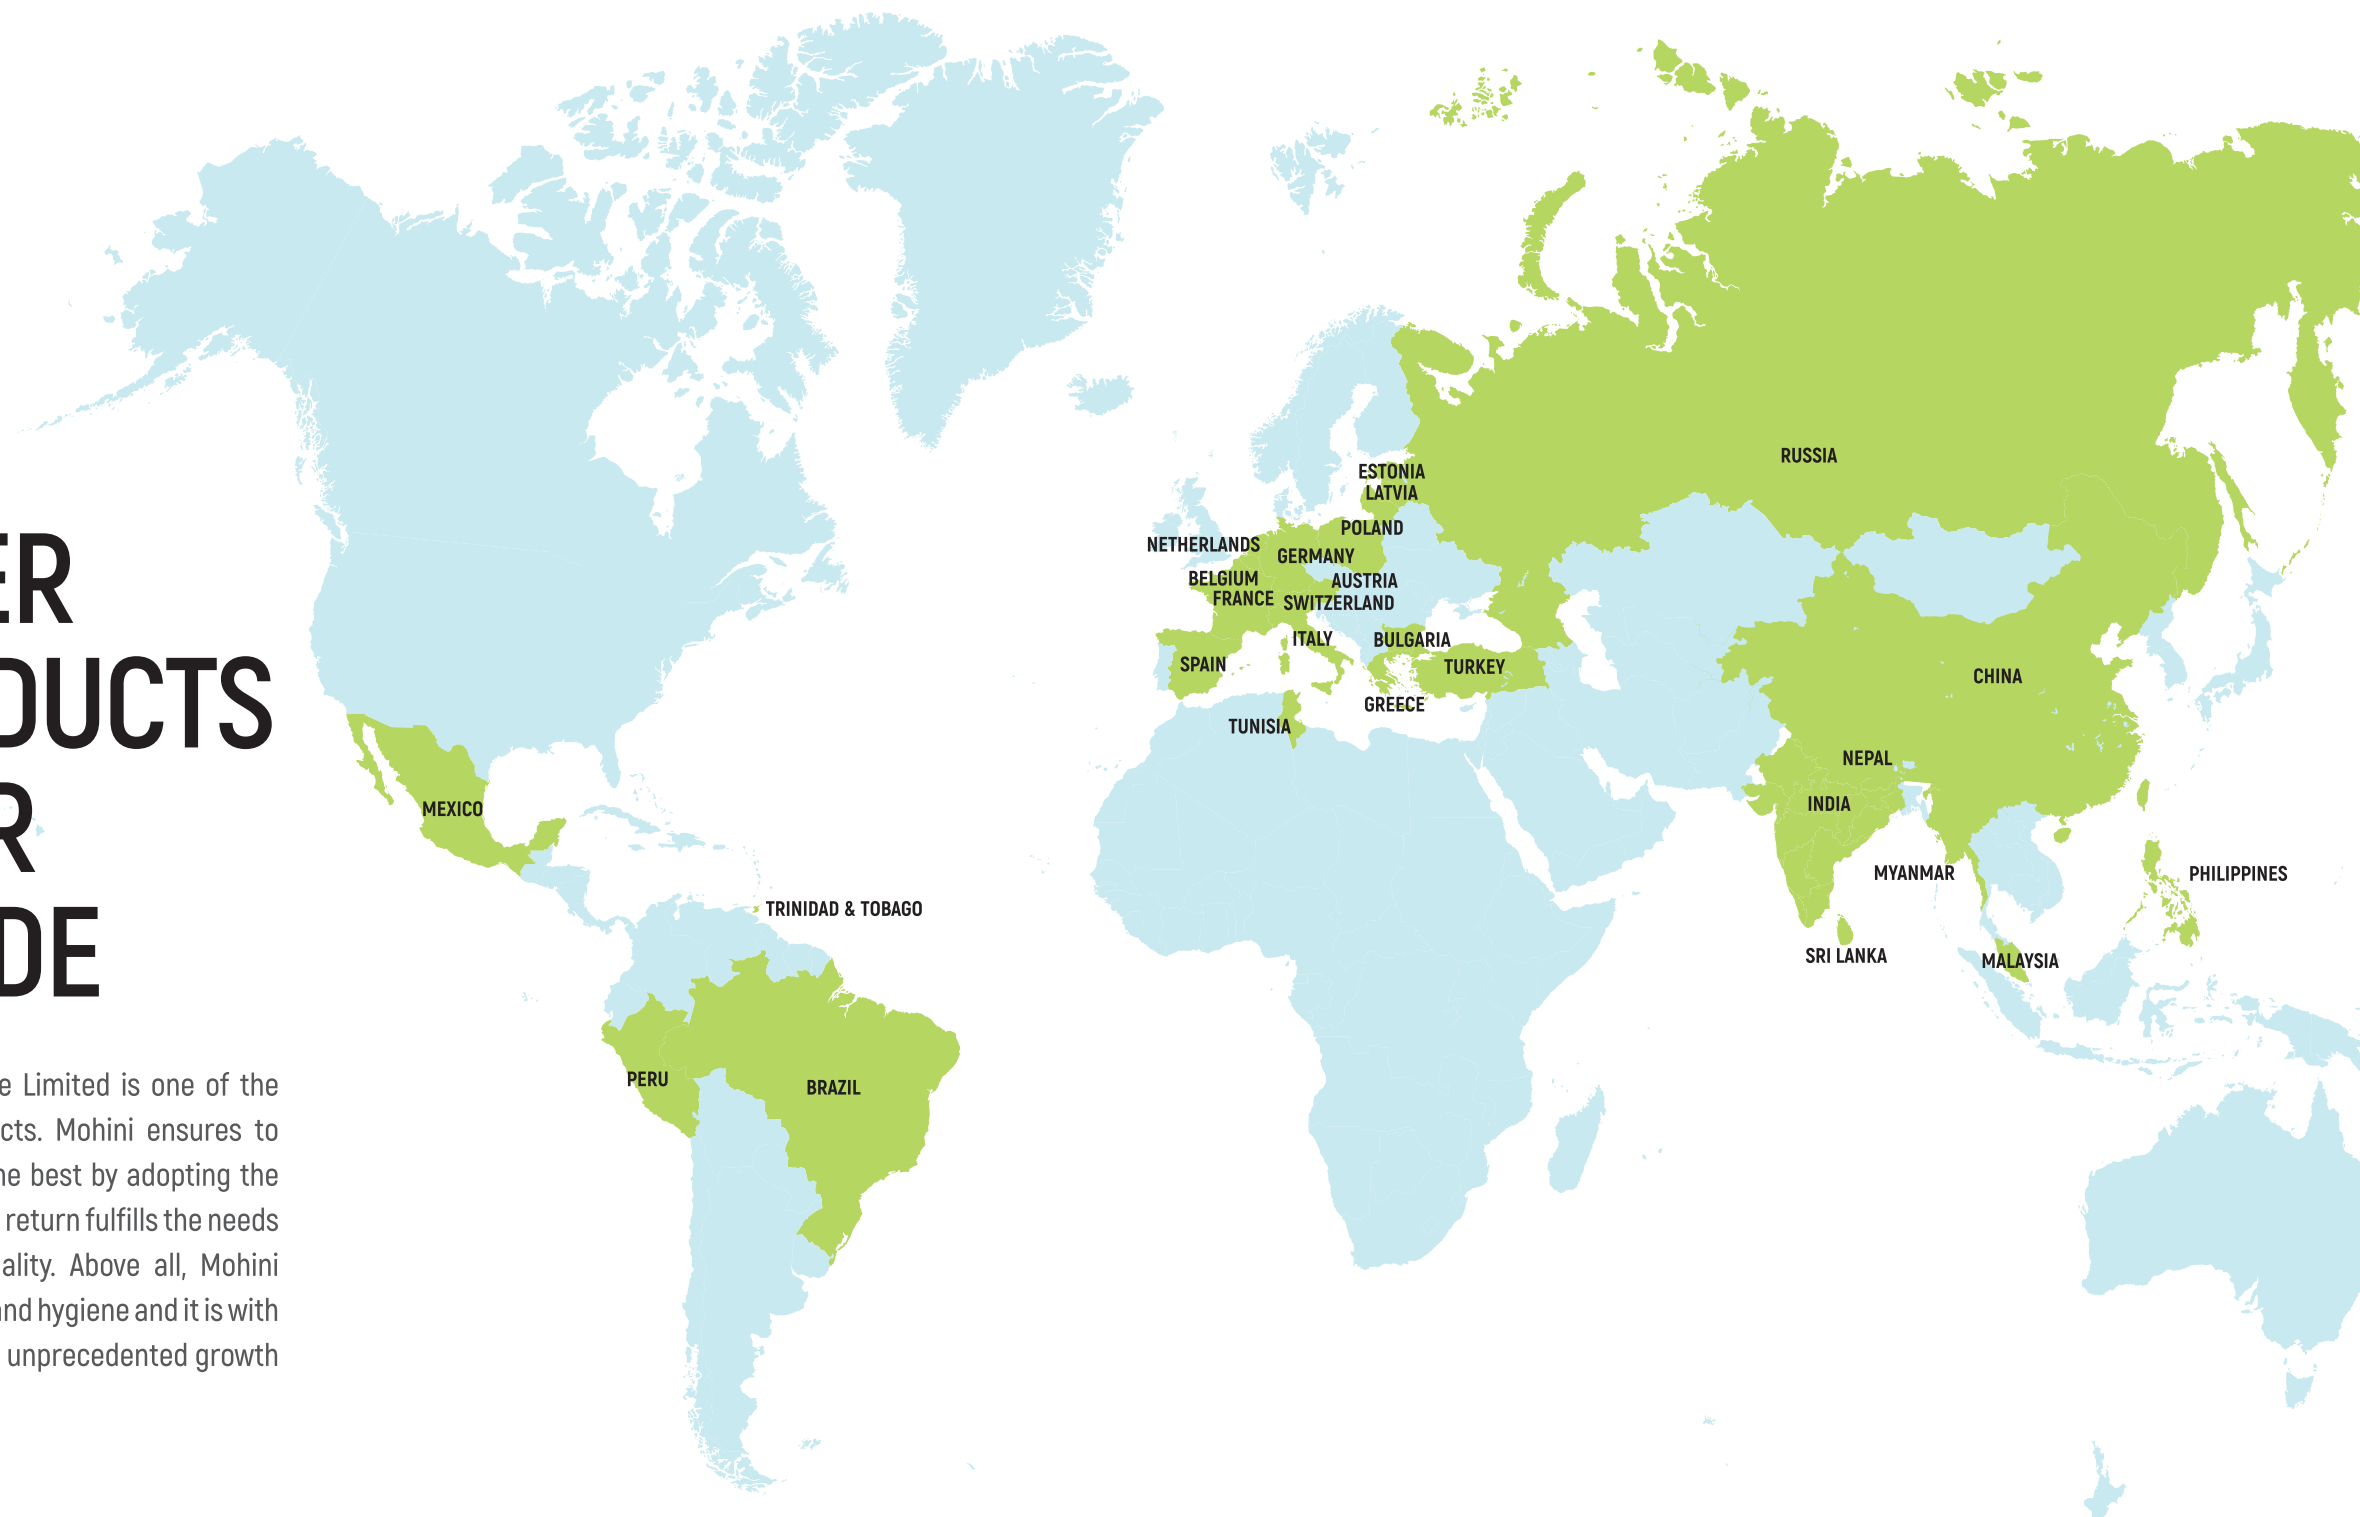 ER
DUCTS
R
DE
e Limited is one of the
cts. Mohini ensures to
he best by adopting the
return fulfills the needs
ality. Above all, Mohini
and hygiene and it is with
unprecedented growth
RUSSIA
ESTONIA
LATVIA
POLAND
NETHERLANDS
GERMANY
BELGIUM
AUSTRIA
FRANCE
SWITZERLAND
ITALY
BULGARIA
SPAIN
TURKEY
GREECE
TUNISIA
CHINA
NEPAL
INDIA
MEXICO
MYANMAR
PHILIPPINES
TRINIDAD & TOBAGO
SRI LANKA
MALAYSIA
PERU
BRAZIL